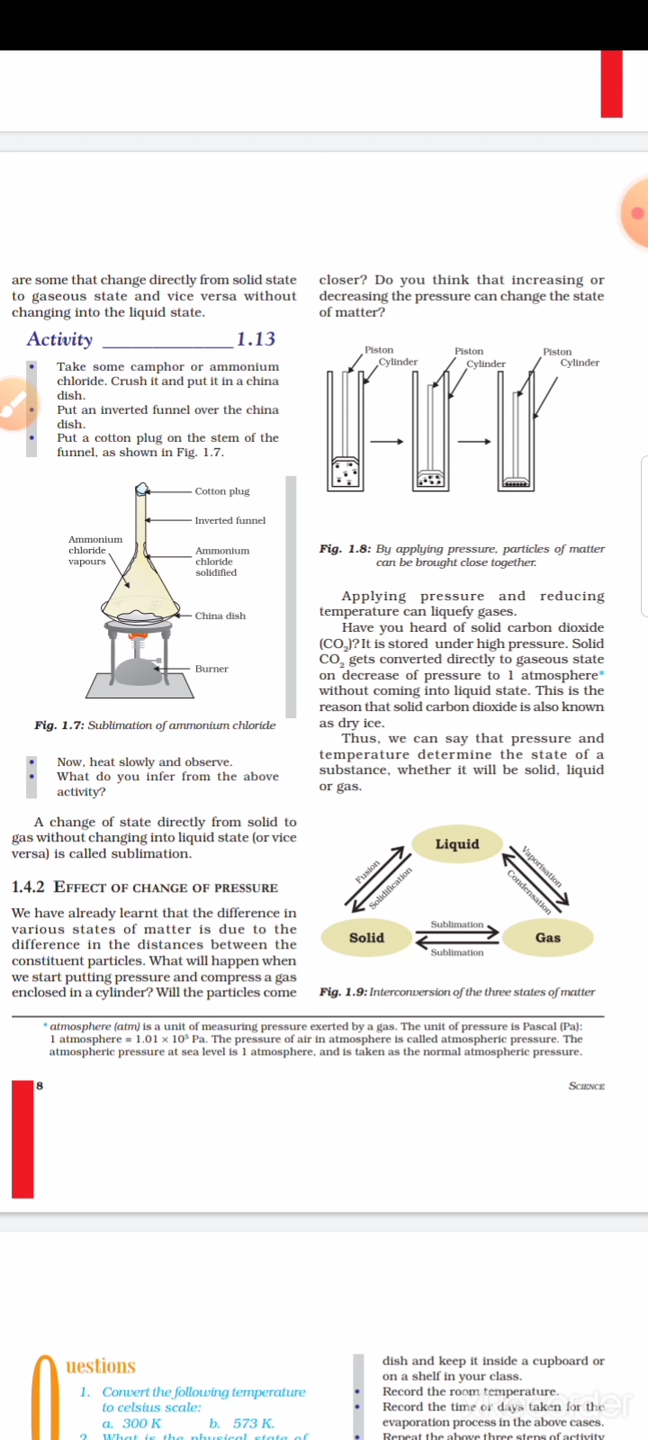 are some that change directly from solid state
to gaseous state and vice versa without
changing into the liquid state.
Activity ______________ 1.13
• Take some camphor or ammonium
chloride. Crush it and put it in a china
dish.
• Put an inverted funnel over the china
dish.
• Put a cotton plug on the stem of the
funnel, as shown in Fig. 1.7.
Cotton plug
Inverted funnel
Ammonium
chloride
vapours
Ammonium
chloride
solidified
China dish
Burner
Fig. 1.7: Sublimation of ammonium chloride
• Now, heat slowly and observe.
• What do you infer from the above
activity?
A change of state directly from solid to
gas without changing into liquid state (or vice
versa) is called sublimation.
1.4.2 EFFECT OF CHANGE OF PRESSURE
We have already learnt that the difference in
various states of matter is due to the
difference in the distances between the
constituent particles. What will happen when
we start putting pressure and compress a gas
enclosed in a cylinder? Will the particles come
closer? Do you think that increasing or
decreasing the pressure can change the state
of matter?
Piston
Cylinder
Piston
Cylinder
Piston
Cylinder
Fig. 1.8: By applying pressure, particles of matter
can be brought close together.
Applying pressure and reducing
temperature can liquefy gases.
Have you heard of solid carbon dioxide
(CO₂)? It is stored under high pressure. Solid
CO₂ gets converted directly to gaseous state
on decrease of pressure to 1 atmosphere*
without coming into liquid state. This is the
reason that solid carbon dioxide is also known
as dry ice.
Thus, we can say that pressure and
temperature determine the state of a
substance, whether it will be solid, liquid
or gas.
Liquid
Fusion
Solidification
Vaporisation
Condensation
Solid
Sublimation
Sublimation
Gas
Fig. 1.9: Interconversion of the three states of matter
* atmosphere (atm) is a unit of measuring pressure exerted by a gas. The unit of pressure is Pascal (Pa):
1 atmosphere = 1.01 × 10⁵ Pa. The pressure of air in atmosphere is called atmospheric pressure. The
atmospheric pressure at sea level is 1 atmosphere, and is taken as the normal atmospheric pressure.
8
SCIENCE
Questions
1. Convert the following temperature
to celsius scale:
a. 300 K b. 573 K.
2. What is the physical state of
dish and keep it inside a cupboard or
on a shelf in your class.
• Record the room temperature.
• Record the time or days taken for the
evaporation process in the above cases.
• Repeat the above three steps of activity